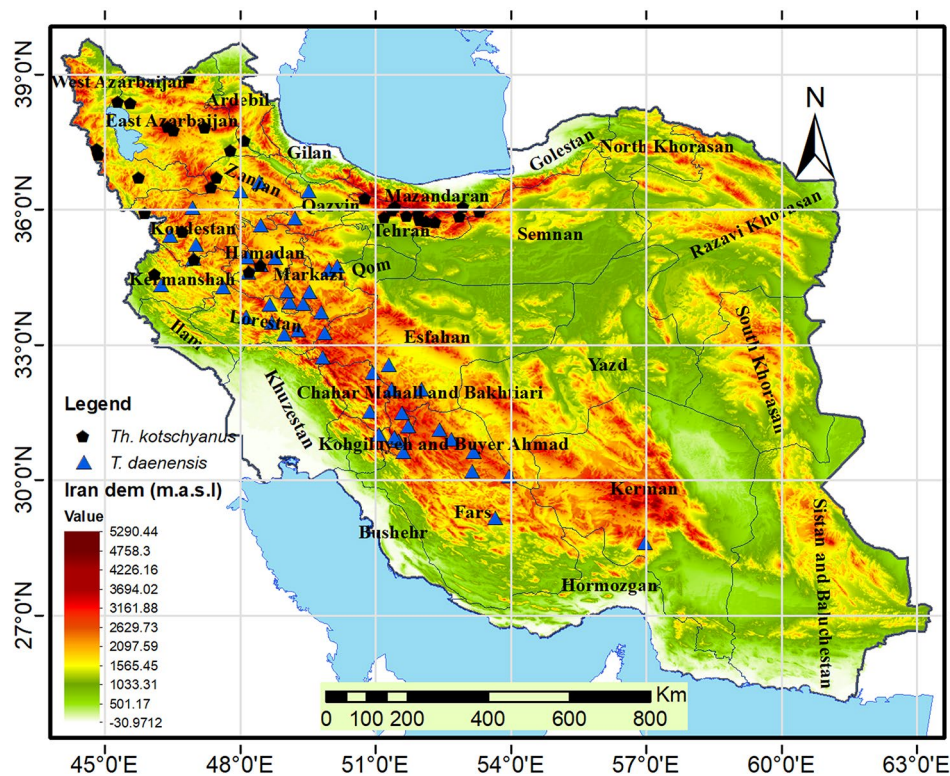 39°0'N
36°0'N
33°0'N
30°0'N
27°0'N
N
West Azarbaijan
Ardebil
East Azarbaijan
Gilan
Golestan
North Khorasan
Zanjan
Mazandaran
Qazvin
Razavi Khorasan
Kordestan
Tehran
Semnan
Hamadan
Qom
Kermanshah
Markazi
Lorestan
Ilam
Esfahan
South Khorasan
Yazd
Khuzestan
Chahar Mahall and Bakhtiari
Kohgilayeh and Buyer Ahmad
Kerman
Fars
Bushehr
Sistan and Baluchestan
Hormozgan
Legend
Th. kotschyanus
T. daenensis
Iran dem (m.a.s.l)
Value
5290.44
4758.3
4226.16
3694.02
3161.88
2629.73
2097.59
1565.45
1033.31
501.17
-30.9712
Km
0 100 200 400 600 800
45°0'E 48°0'E 51°0'E 54°0'E 57°0'E 60°0'E 63°0'E